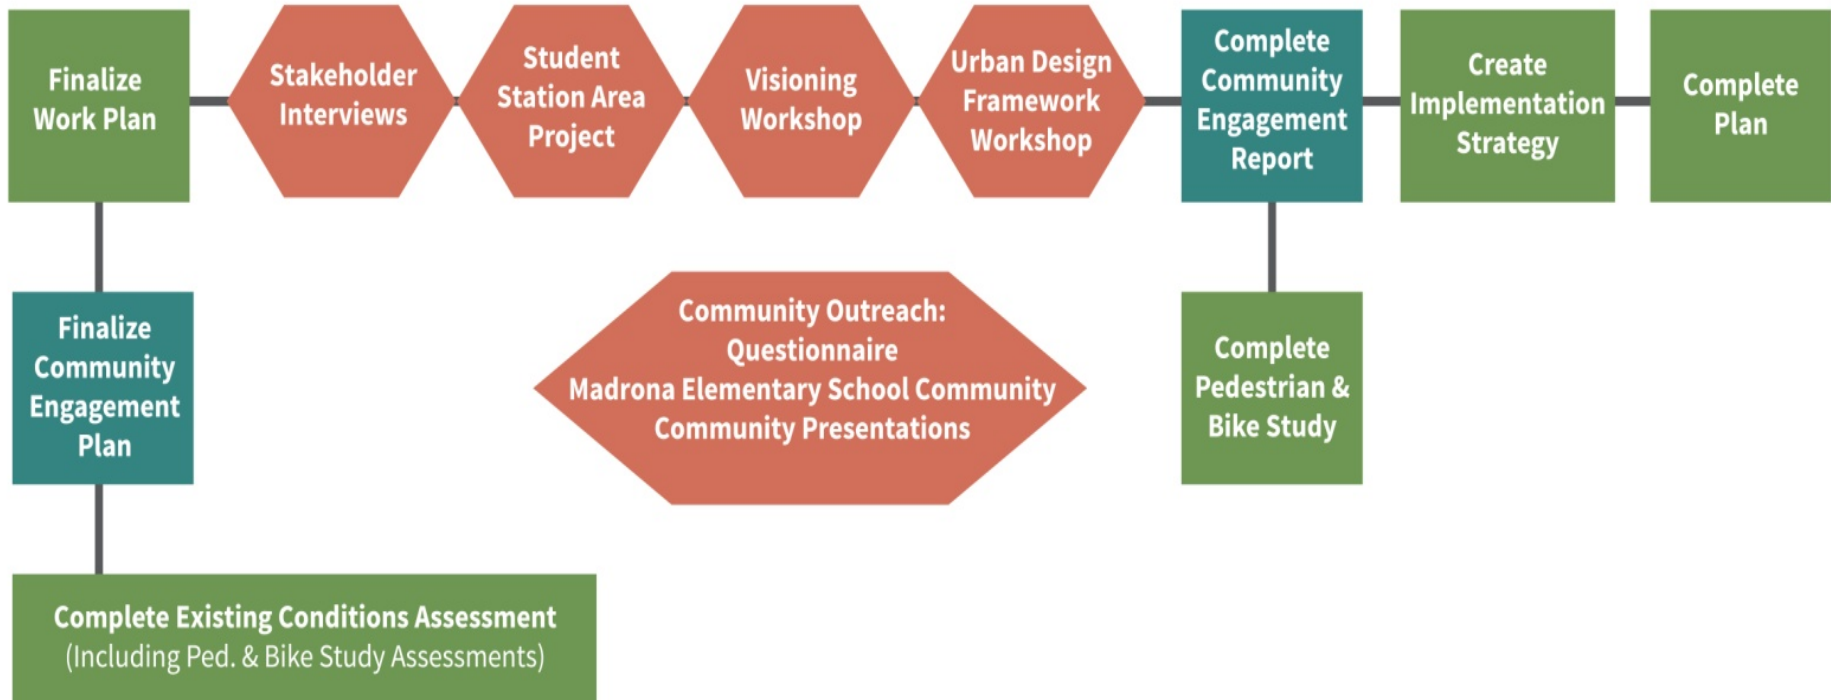 Finalize
Work Plan
Stakeholder
Interviews
Student
Station Area
Project
Visioning
Workshop
Urban Design
Framework
Workshop
Complete
Community
Engagement
Report
Create
Implementation
Strategy
Complete
Plan
Finalize
Community
Engagement
Plan
Community Outreach:
Questionnaire
Madrona Elementary School Community
Community Presentations
Complete
Pedestrian &
Bike Study
Complete Existing Conditions Assessment
(Including Ped. & Bike Study Assessments)